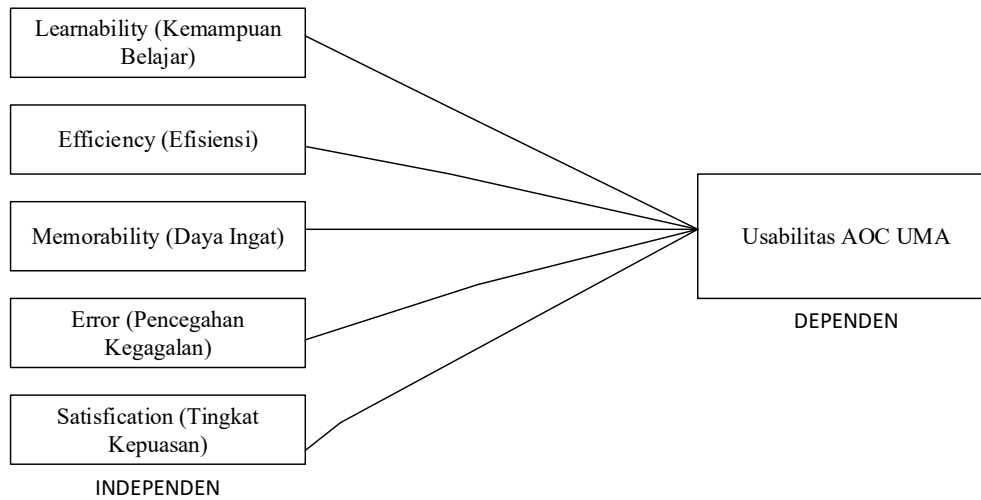 Learnability (Kemampuan
Belajar)
Efficiency (Efisiensi)
Memorability (Daya Ingat)
Error (Pencegahan
Kegagalan)
Satisfication (Tingkat
Kepuasan)
INDEPENDEN
Usabilitas AOC UMA
DEPENDEN